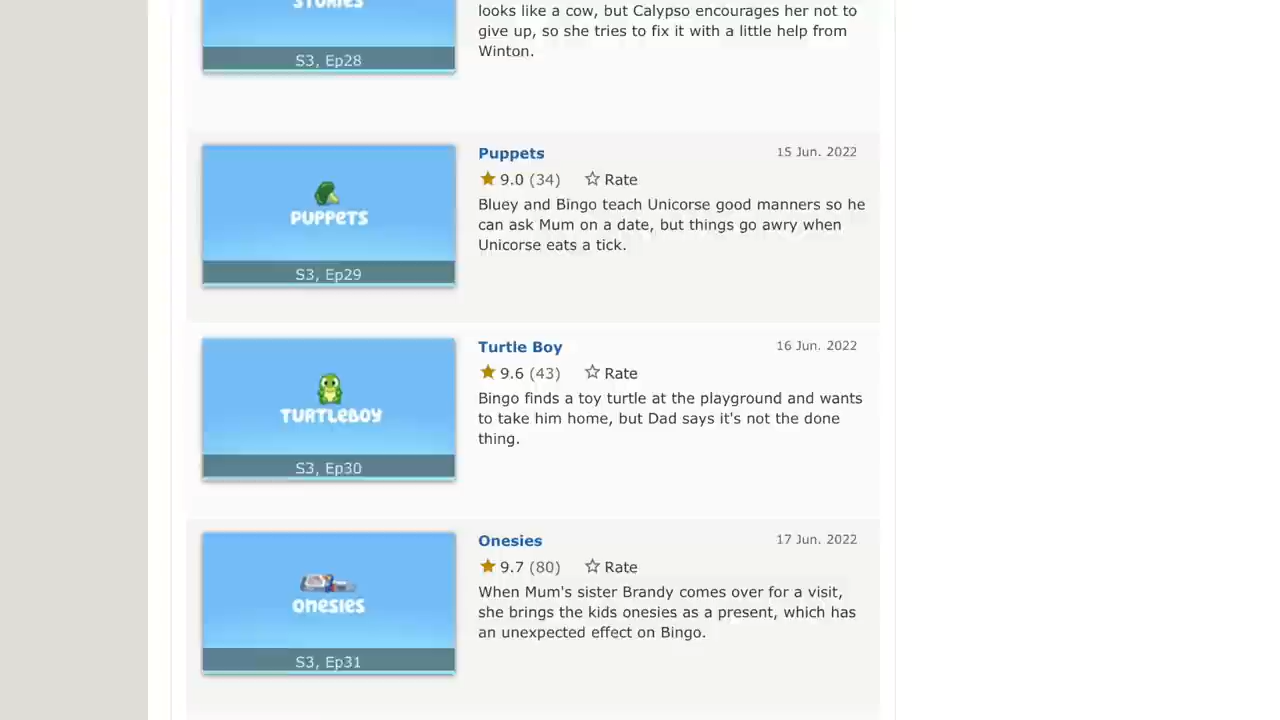 STORIES
looks like a cow, but Calypso encourages her not to
give up, so she tries to fix it with a little help from
Winton.
S3, Ep28
Puppets
15 Jun. 2022
9.0 (34) Rate
Bluey and Bingo teach Unicorse good manners so he
can ask Mum on a date, but things go awry when
Unicorse eats a tick.
PUPPETS
S3, Ep29
Turtle Boy
16 Jun. 2022
9.6 (43) Rate
Bingo finds a toy turtle at the playground and wants
to take him home, but Dad says it's not the done
thing.
TURTLEBOY
S3, Ep30
Onesies
17 Jun. 2022
9.7 (80) Rate
When Mum's sister Brandy comes over for a visit,
she brings the kids onesies as a present, which has
an unexpected effect on Bingo.
ONESIES
S3, Ep31